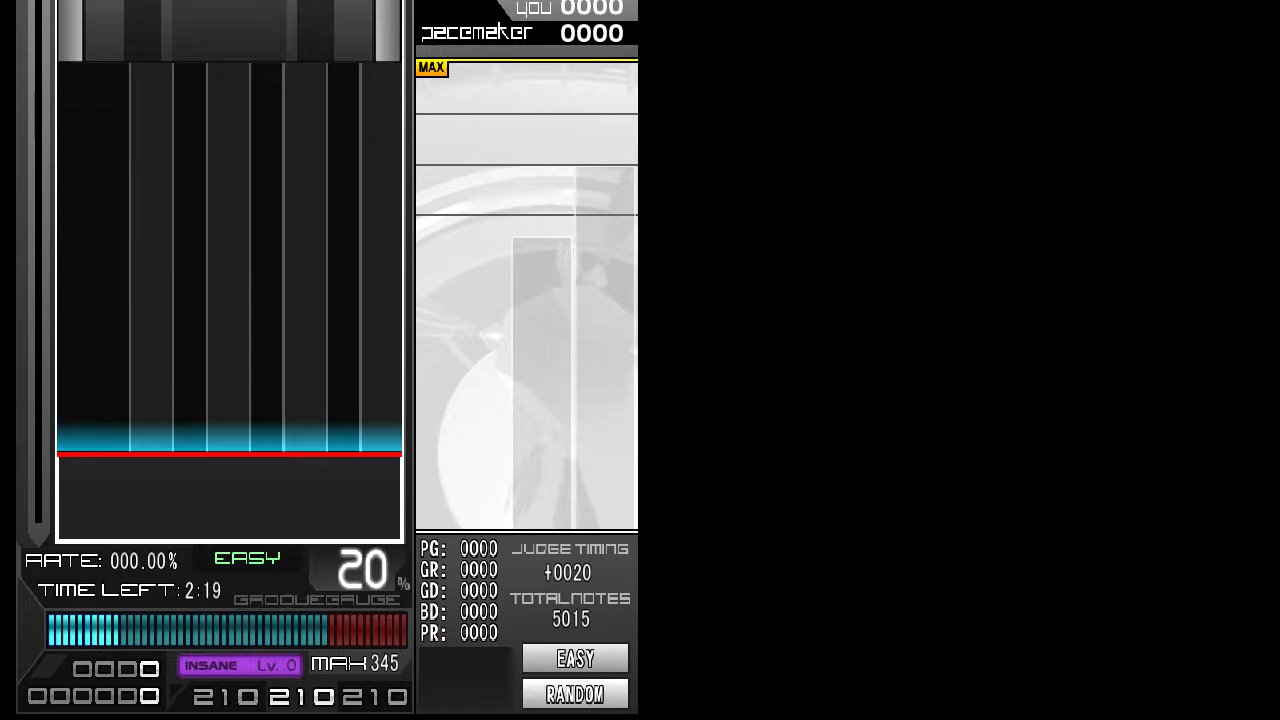 you 0000
pacemaker 0000
MAX
RATE: 000.00% EASY 20%
TIME LEFT: 2:19
GROOVEGAUGE
0000 INSANE Lv. 0 MAX 345
000000 210 210 210
PG: 0000
GR: 0000
GD: 0000
BD: 0000
PR: 0000
JUDGE TIMING
+0020
TOTALNOTES
5015
EASY
RANDOM